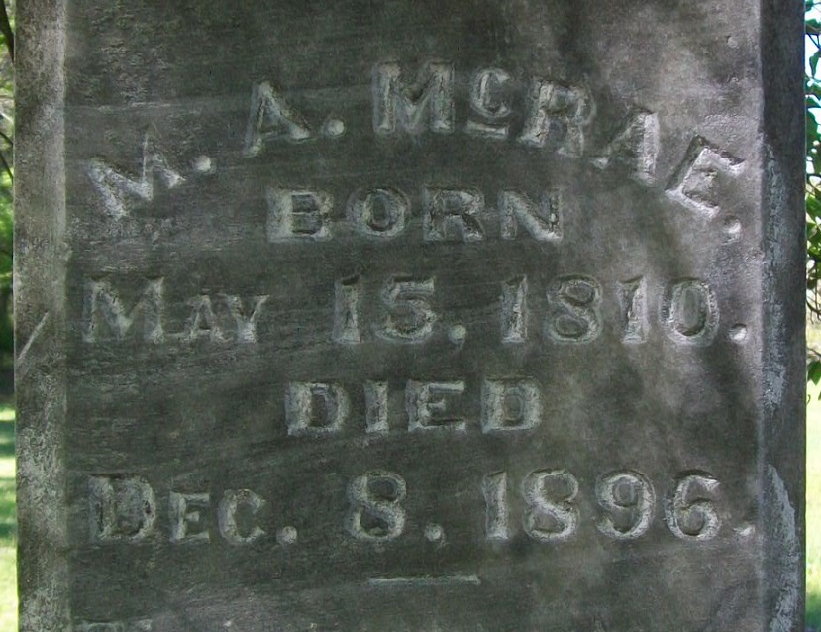 M. A. McRAE.
BORN
MAY 15, 1810.
DIED
DEC. 8. 1896.